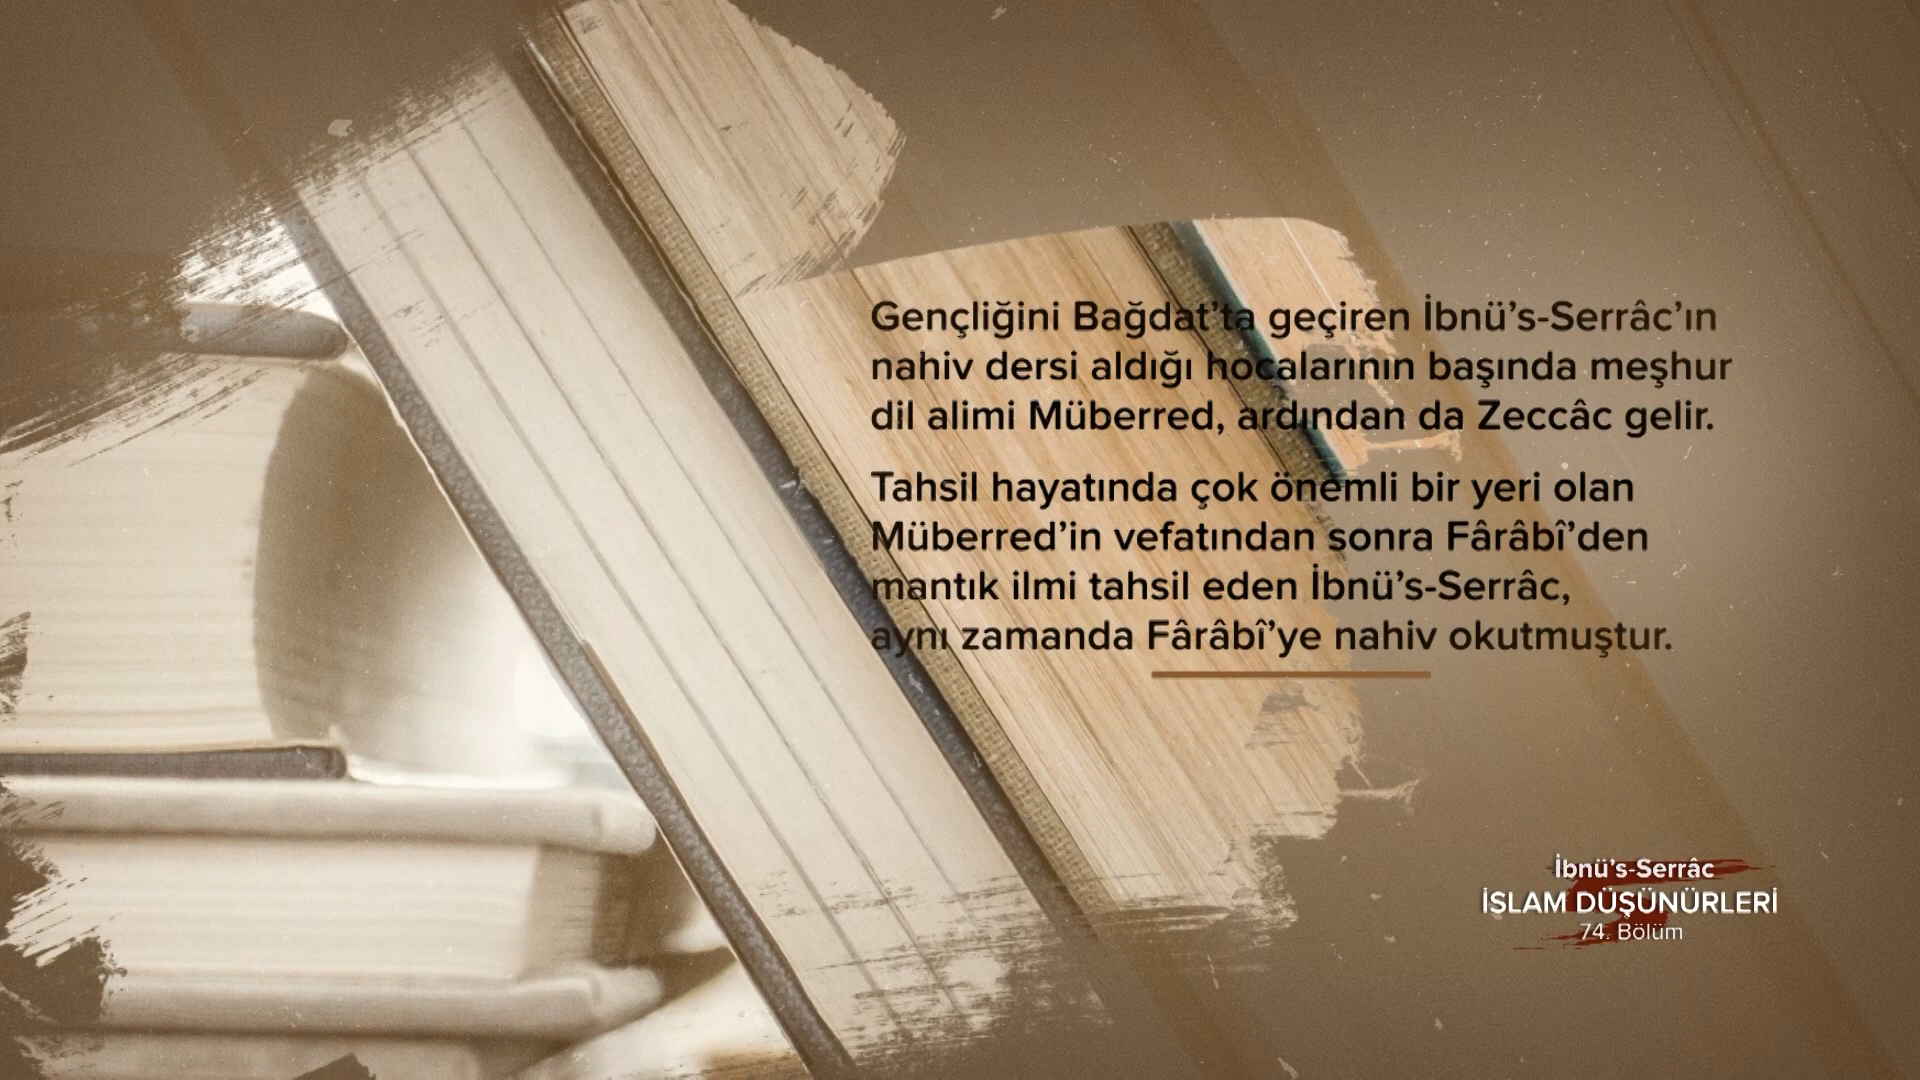 Gençliğini Bağdat’ta geçiren İbnü’s-Serrâc’ın
nahiv dersi aldığı hocalarının başında meşhur
dil alimi Müberred, ardından da Zeccâc gelir.
Tahsil hayatında çok önemli bir yeri olan
Müberred’in vefatından sonra Fârâbî’den
mantık ilmi tahsil eden İbnü’s-Serrâc,
aynı zamanda Fârâbî’ye nahiv okutmuştur.
İbnü’s-Serrâc
İSLAM DÜŞÜNÜRLERİ
74. Bölüm